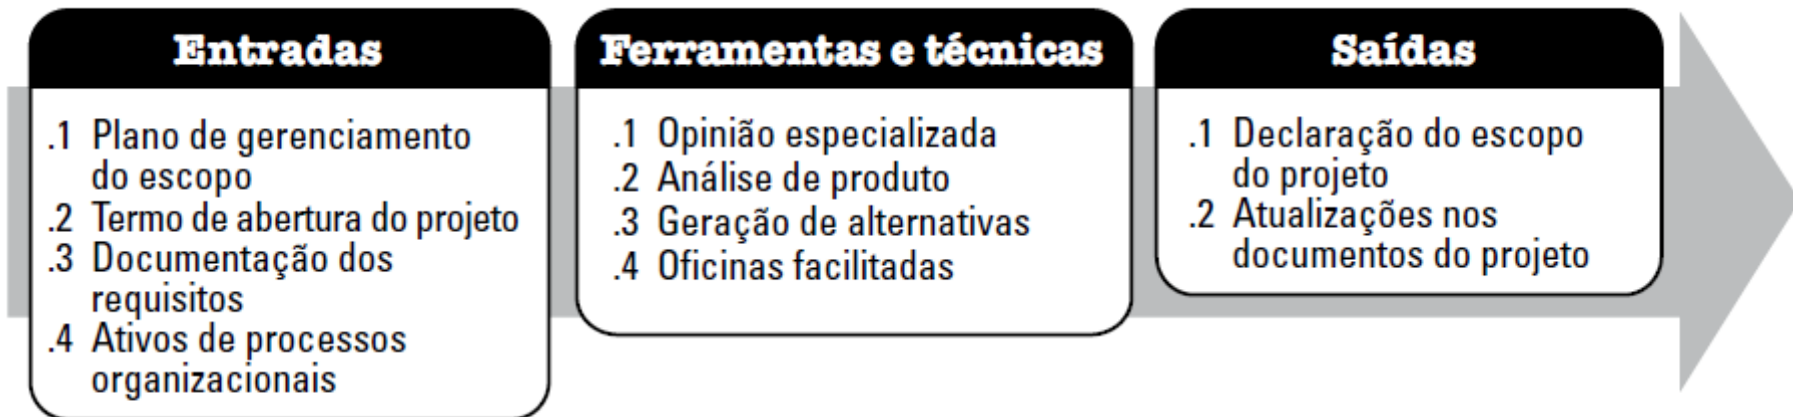 Entradas
.1 Plano de gerenciamento
do escopo
.2 Termo de abertura do projeto
.3 Documentação dos
requisitos
.4 Ativos de processos
organizacionais
Ferramentas e técnicas
.1 Opinião especializada
.2 Análise de produto
.3 Geração de alternativas
.4 Oficinas facilitadas
Saídas
.1 Declaração do escopo
do projeto
.2 Atualizações nos
documentos do projeto